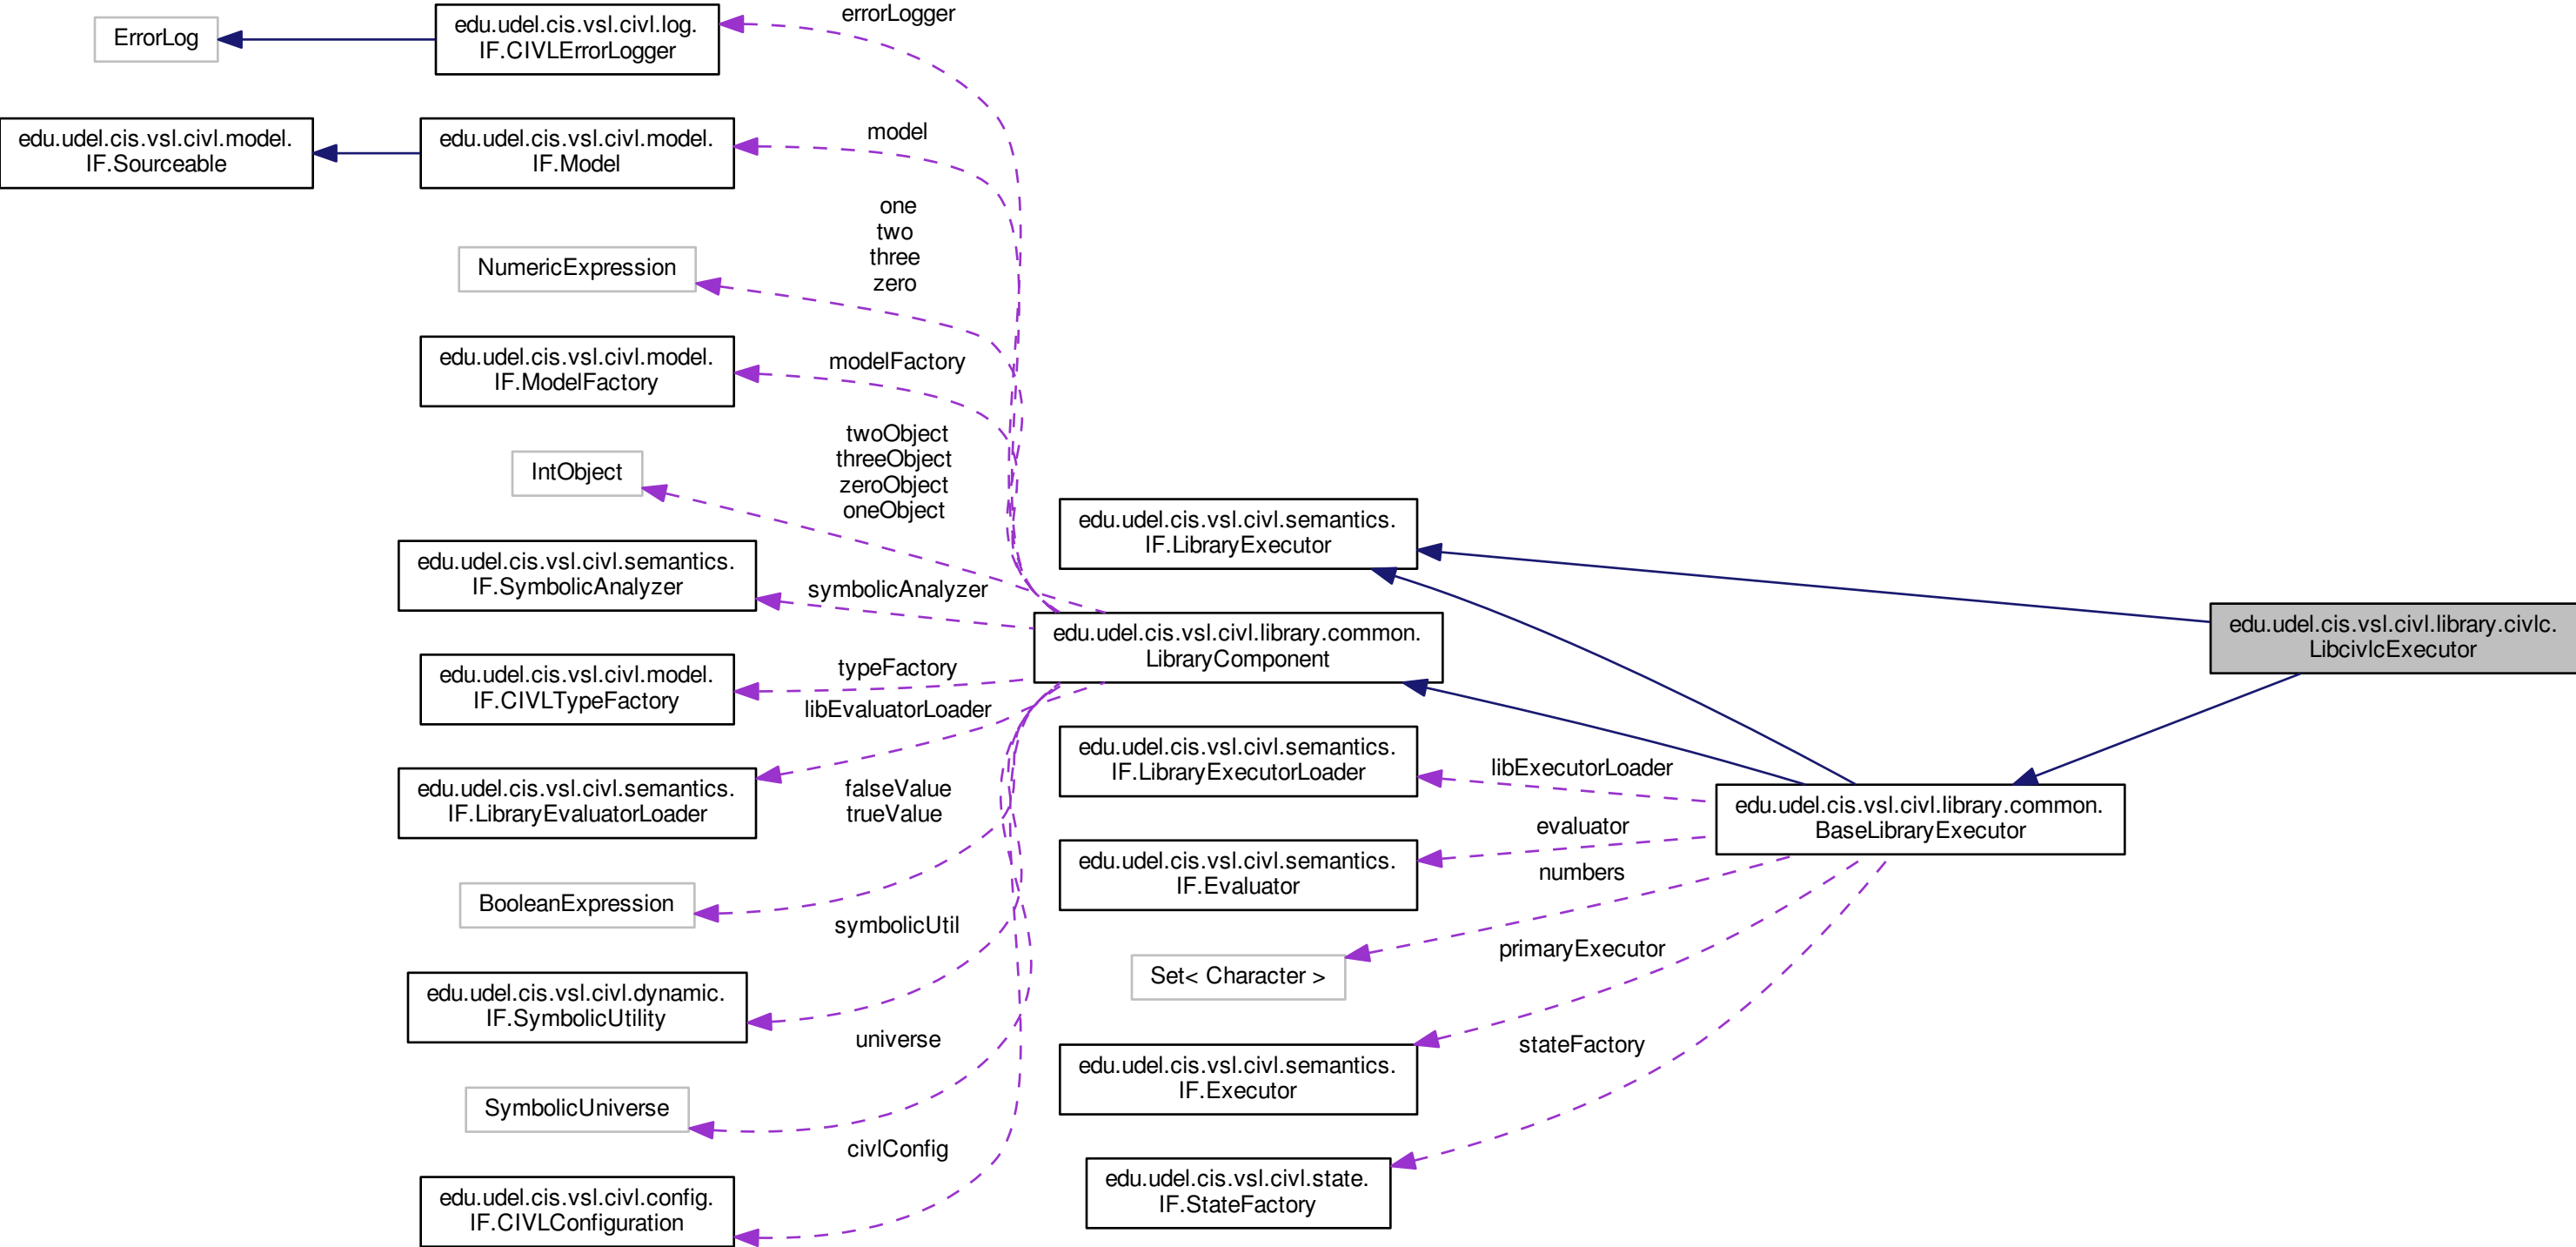 ErrorLog
edu.udel.cis.vsl.civl.log.
IF.CIVLErrorLogger
errorLogger
edu.udel.cis.vsl.civl.model.
IF.Sourceable
edu.udel.cis.vsl.civl.model.
IF.Model
model
NumericExpression
one
two
three
zero
edu.udel.cis.vsl.civl.model.
IF.ModelFactory
modelFactory
IntObject
twoObject
threeObject
zeroObject
oneObject
edu.udel.cis.vsl.civl.semantics.
IF.SymbolicAnalyzer
symbolicAnalyzer
edu.udel.cis.vsl.civl.model.
IF.CIVLTypeFactory
typeFactory
edu.udel.cis.vsl.civl.semantics.
IF.LibraryEvaluatorLoader
libEvaluatorLoader
BooleanExpression
falseValue
trueValue
edu.udel.cis.vsl.civl.dynamic.
IF.SymbolicUtility
symbolicUtil
SymbolicUniverse
universe
edu.udel.cis.vsl.civl.config.
IF.CIVLConfiguration
civlConfig
edu.udel.cis.vsl.civl.semantics.
IF.LibraryExecutor
edu.udel.cis.vsl.civl.library.common.
LibraryComponent
edu.udel.cis.vsl.civl.semantics.
IF.LibraryExecutorLoader
libExecutorLoader
edu.udel.cis.vsl.civl.semantics.
IF.Evaluator
evaluator
numbers
Set< Character >
primaryExecutor
edu.udel.cis.vsl.civl.semantics.
IF.Executor
stateFactory
edu.udel.cis.vsl.civl.state.
IF.StateFactory
edu.udel.cis.vsl.civl.library.common.
BaseLibraryExecutor
edu.udel.cis.vsl.civl.library.civlc.
LibcivlcExecutor